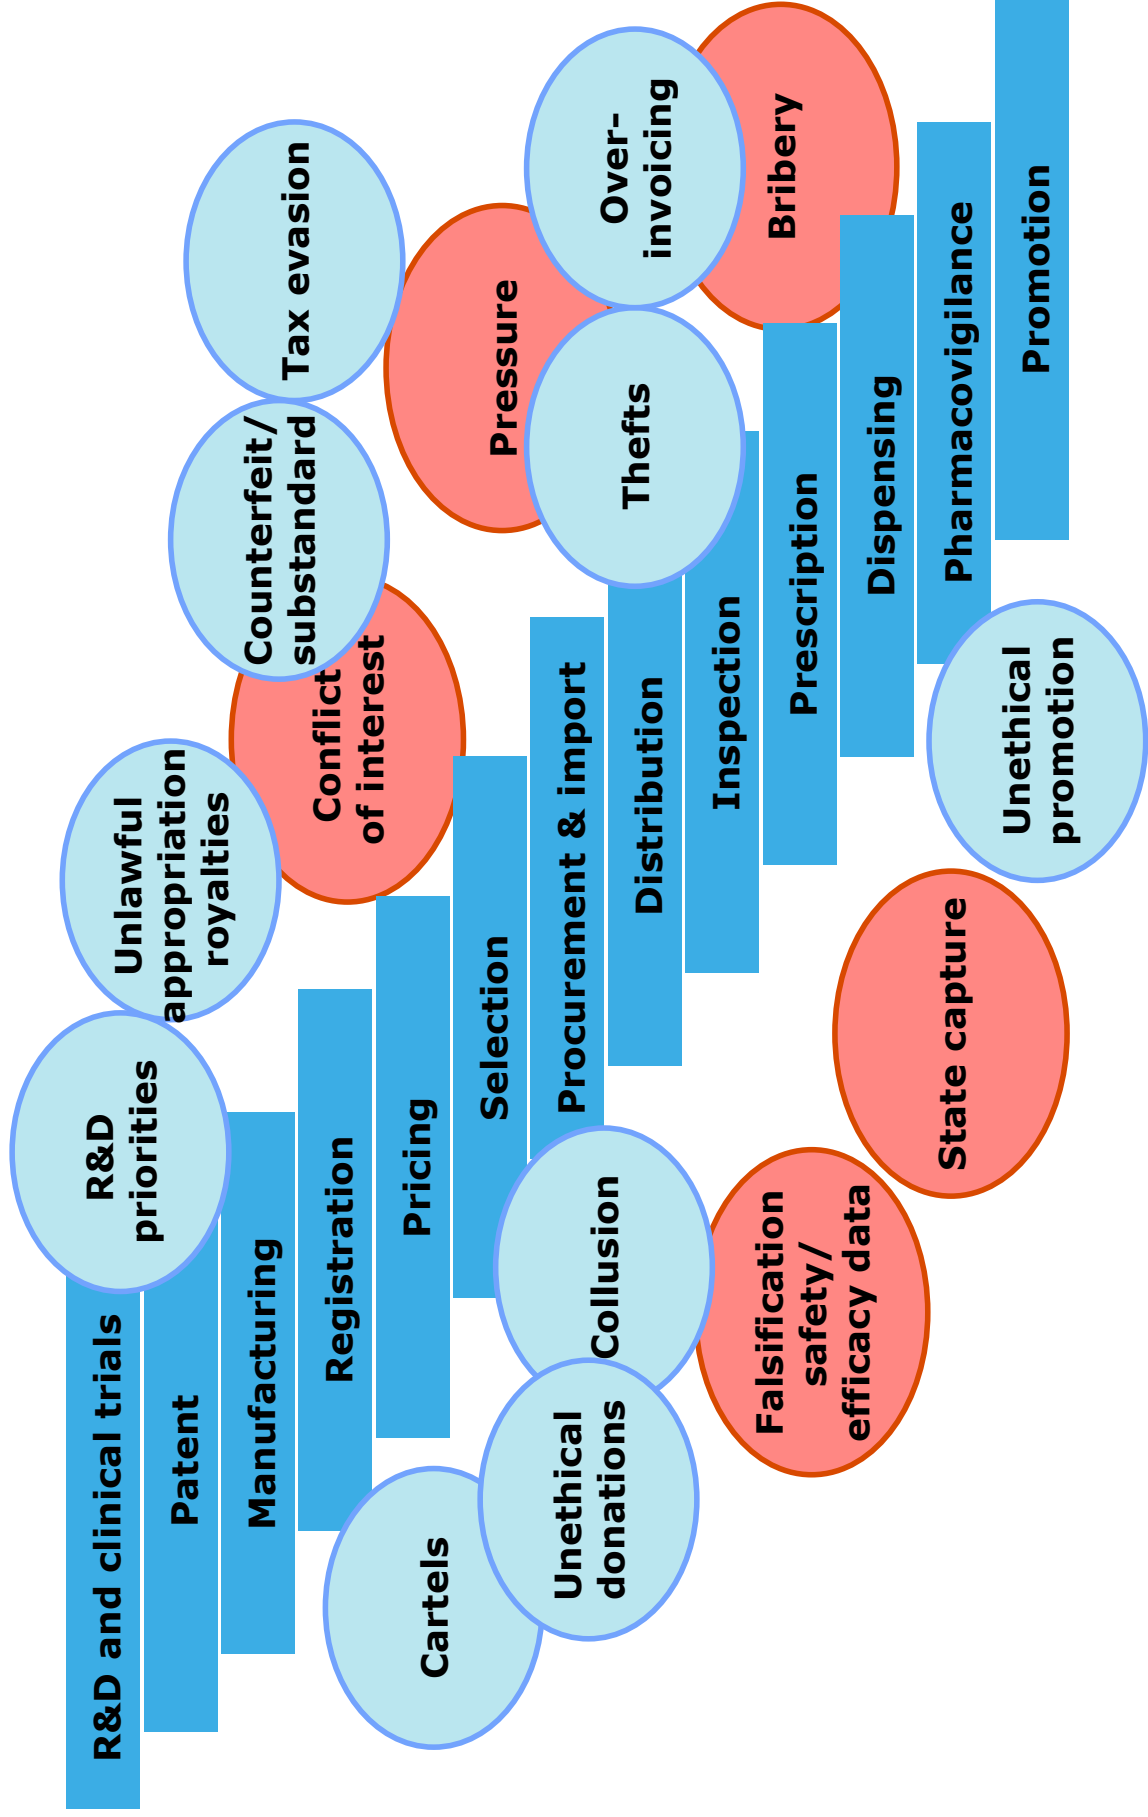 R&D and clinical trials
Patent
Manufacturing
Registration
Pricing
Selection
Procurement & import
Distribution
Inspection
Prescription
Dispensing
Pharmacovigilance
Promotion
R&D
priorities
Unlawful
appropriation
royalties
Conflict
of interest
Counterfeit/
substandard
Tax evasion
Pressure
Thefts
Over-
invoicing
Bribery
Cartels
Unethical
donations
Collusion
Falsification
safety/
efficacy data
State capture
Unethical
promotion